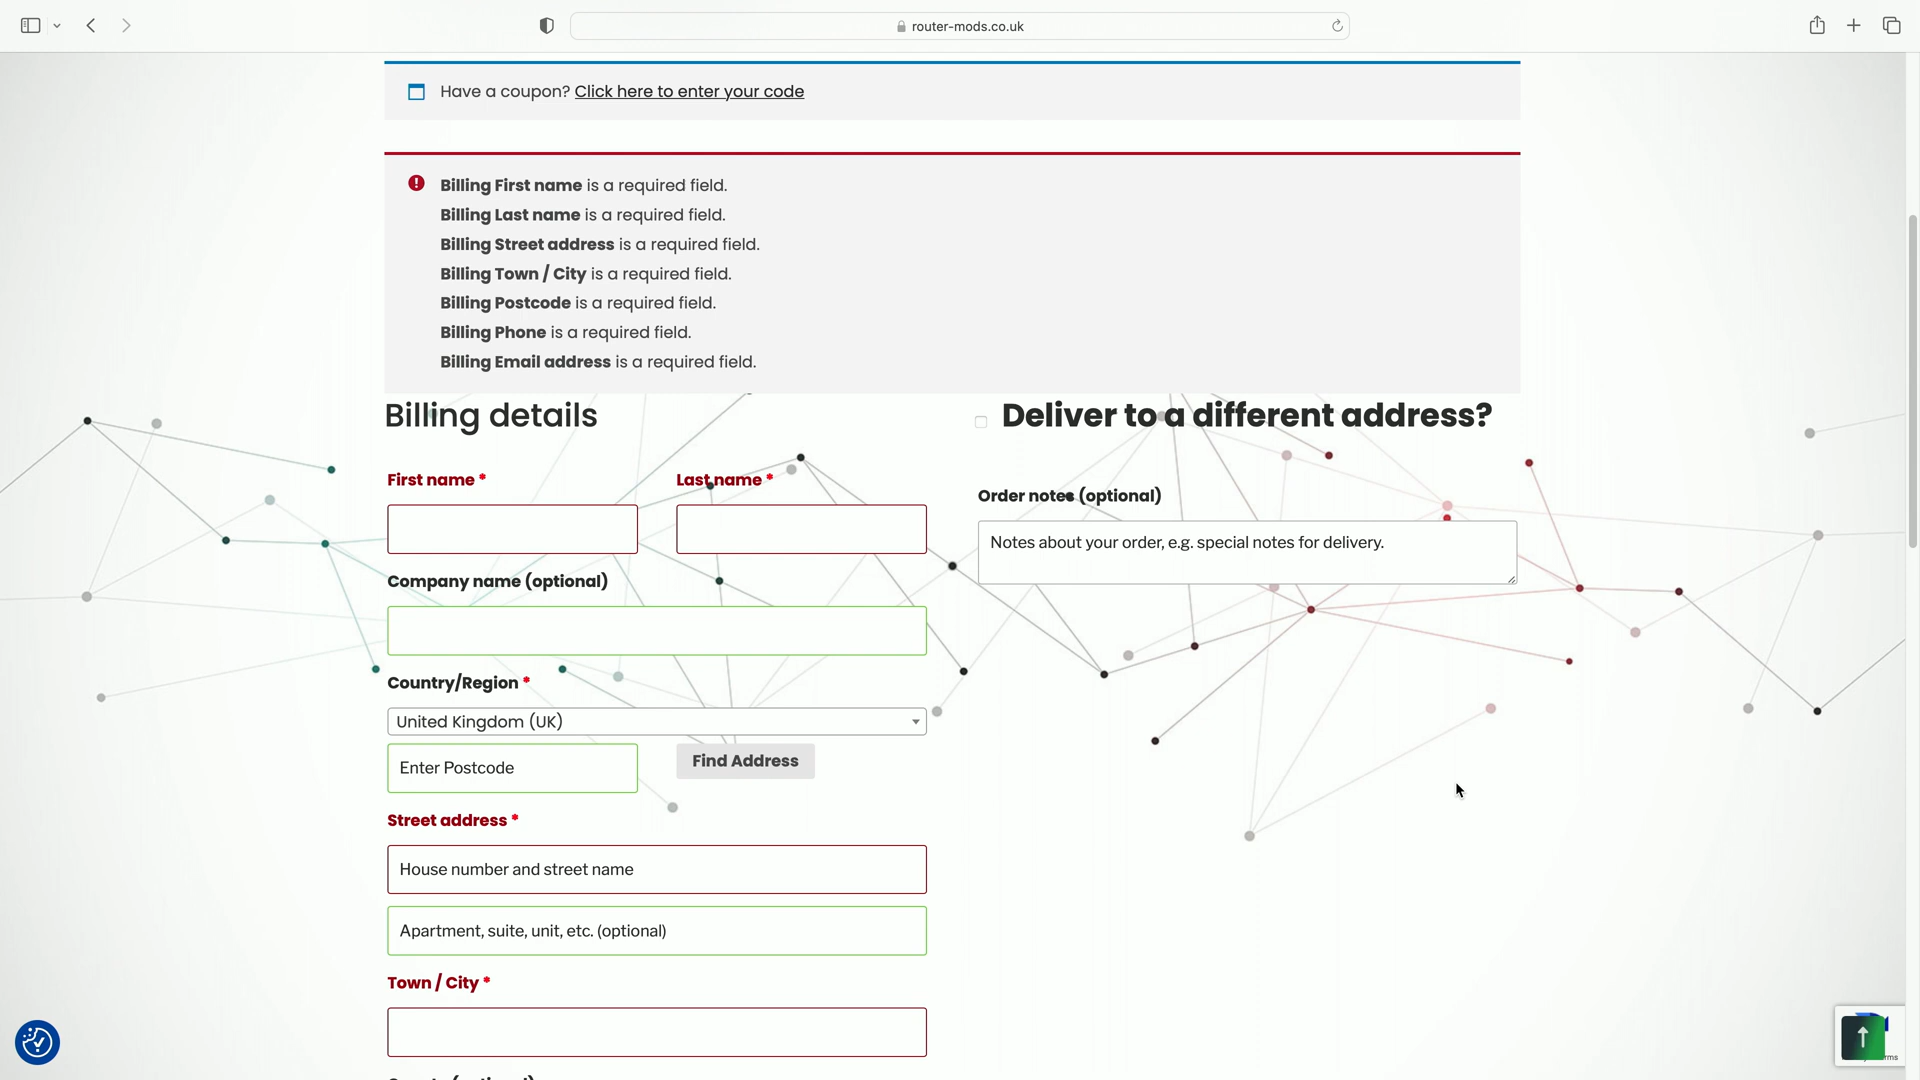 router-mods.co.uk
Have a coupon? Click here to enter your code
Billing First name is a required field.
Billing Last name is a required field.
Billing Street address is a required field.
Billing Town / City is a required field.
Billing Postcode is a required field.
Billing Phone is a required field.
Billing Email address is a required field.
Billing details
Deliver to a different address?
First name *
Last name *
Order notes (optional)
Notes about your order, e.g. special notes for delivery.
Company name (optional)
Country/Region *
United Kingdom (UK)
Enter Postcode
Find Address
Street address *
House number and street name
Apartment, suite, unit, etc. (optional)
Town / City *